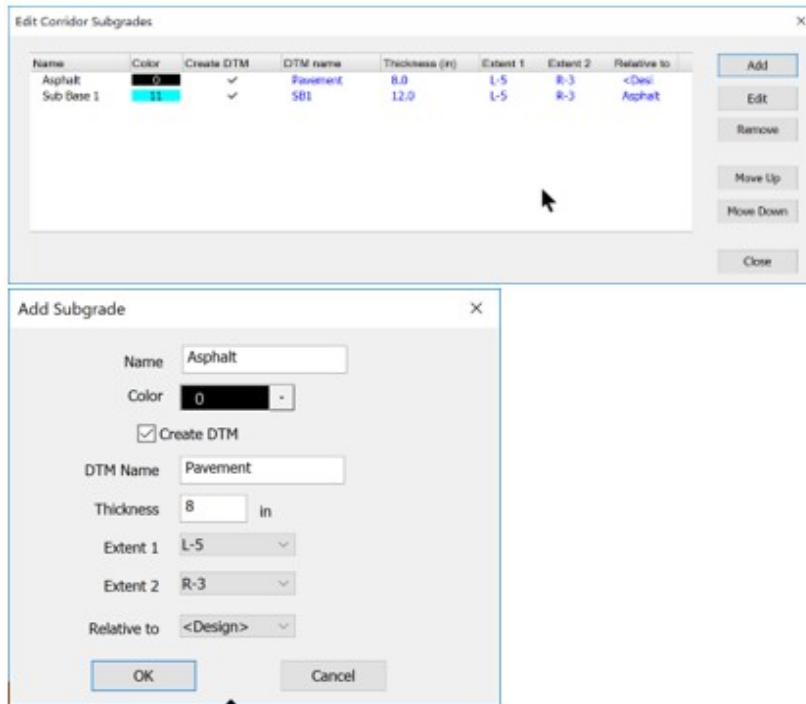 Edit Corridor Subgrades ×
Name Color Create DTM DTM name Thickness (in) Extent 1 Extent 2 Relative to
Asphalt 0 Pavement 8.0 L-5 R-3 <Desi
Sub Base 1 11 SB1 12.0 L-5 R-3 Asphalt
Add
Edit
Remove
Move Up
Move Down
Close
Add Subgrade ×
Name Asphalt
Color 0
Create DTM
DTM Name Pavement
Thickness 8 in
Extent 1 L-5
Extent 2 R-3
Relative to <Design>
OK Cancel